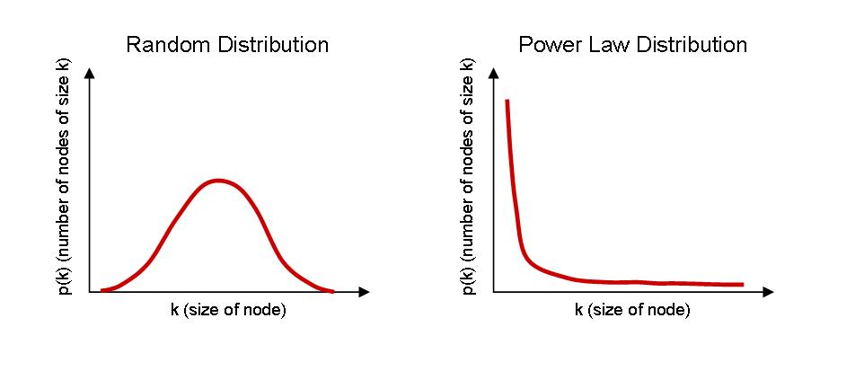 Random Distribution
p(k) (number of nodes of size k)
k (size of node)
Power Law Distribution
p(k) (number of nodes of size k)
k (size of node)